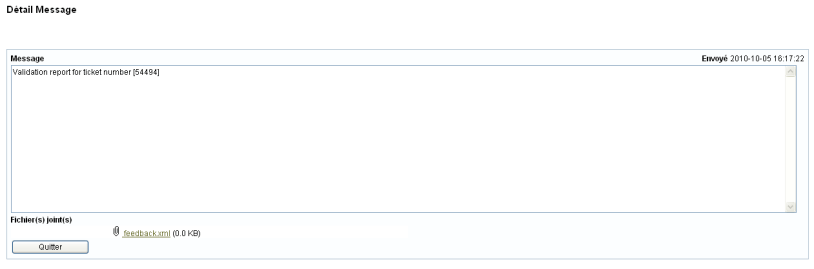 Détail Message
Message Envoyé 2010-10-05 16:17:22
Validation report for ticket number [54494]
Fichier(s) joint(s)
feedback.xml (0.0 KB)
Quitter